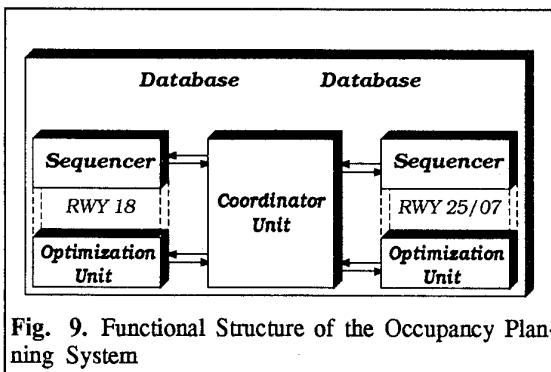 Database Database
Sequencer Sequencer
RWY 18 Coordinator Unit RWY 25/07
Optimization Unit Optimization Unit
Fig. 9. Functional Structure of the Occupancy Plan-
ning System